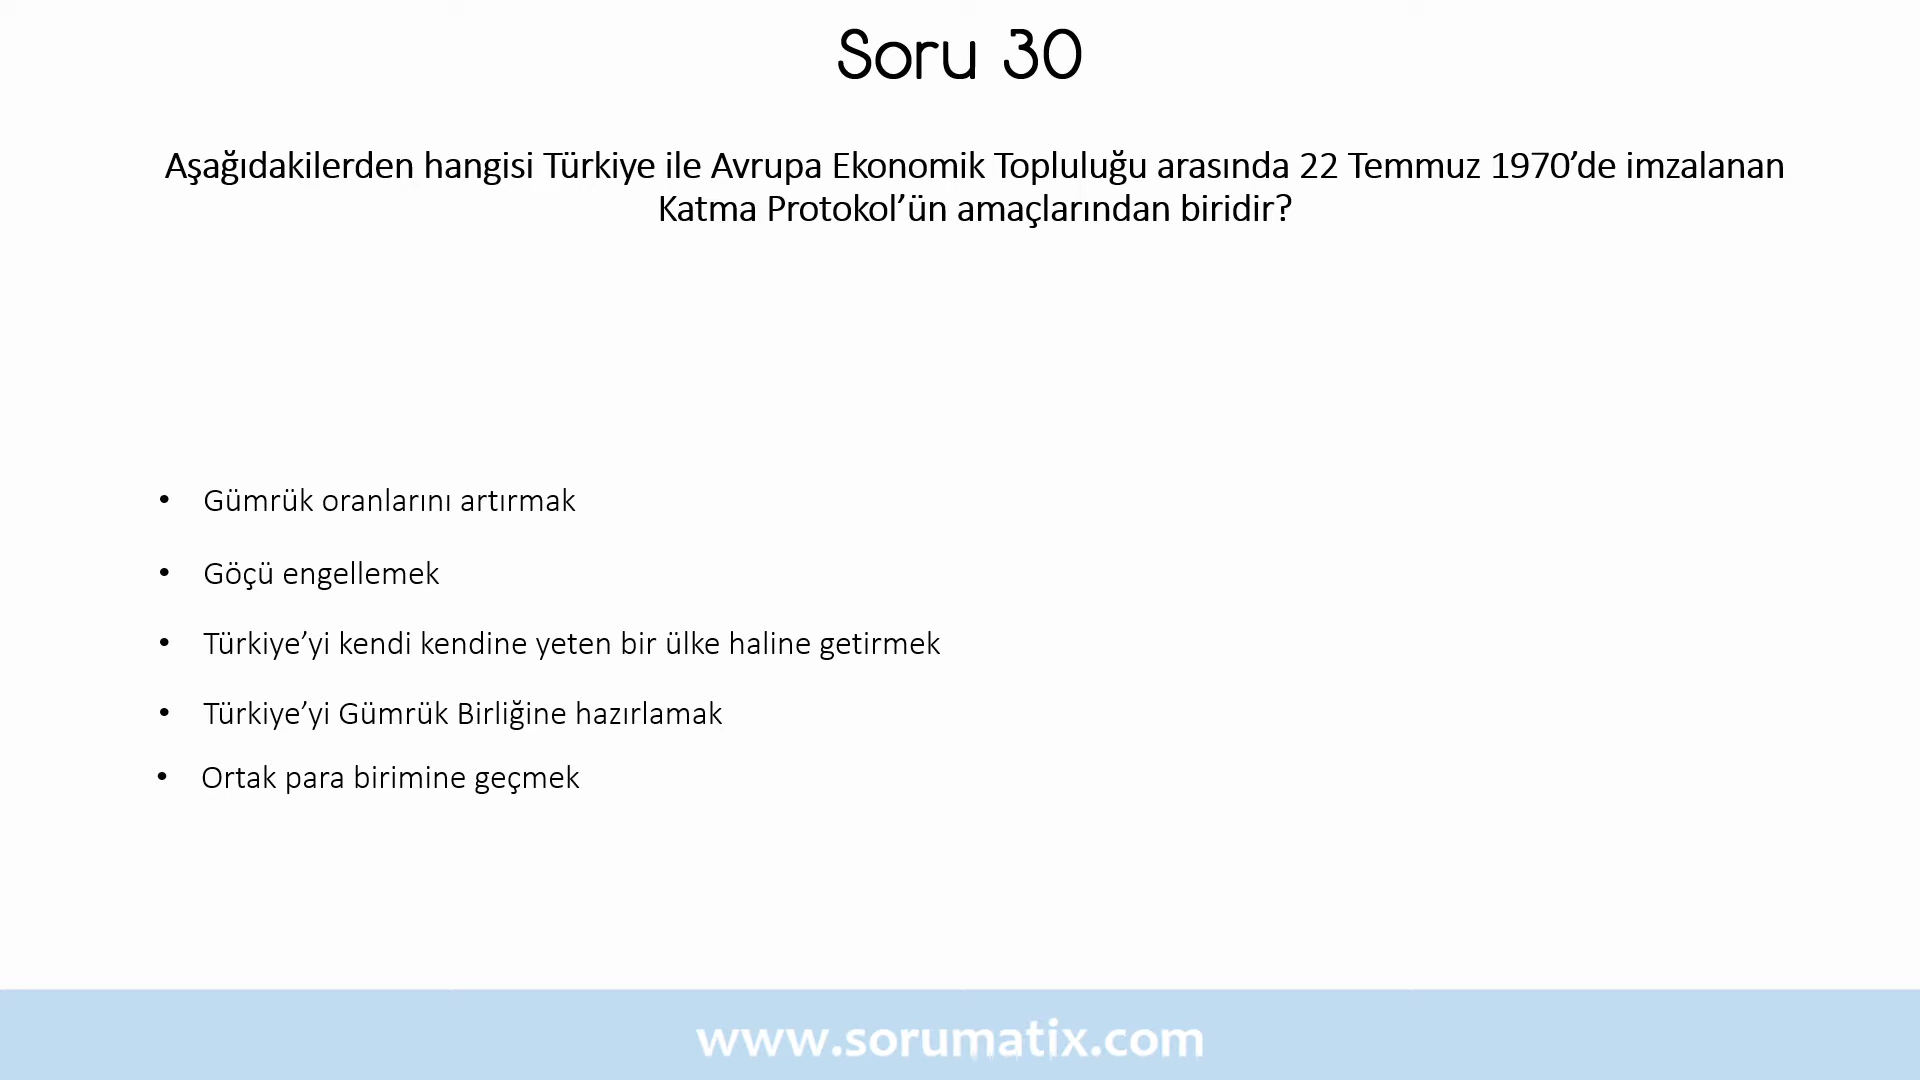 Soru 30
Aşağıdakilerden hangisi Türkiye ile Avrupa Ekonomik Topluluğu arasında 22 Temmuz 1970’de imzalanan
Katma Protokol’ün amaçlarından biridir?
• Gümrük oranlarını artırmak
• Göçü engellemek
• Türkiye’yi kendi kendine yeten bir ülke haline getirmek
• Türkiye’yi Gümrük Birliğine hazırlamak
• Ortak para birimine geçmek
www.sorumatix.com